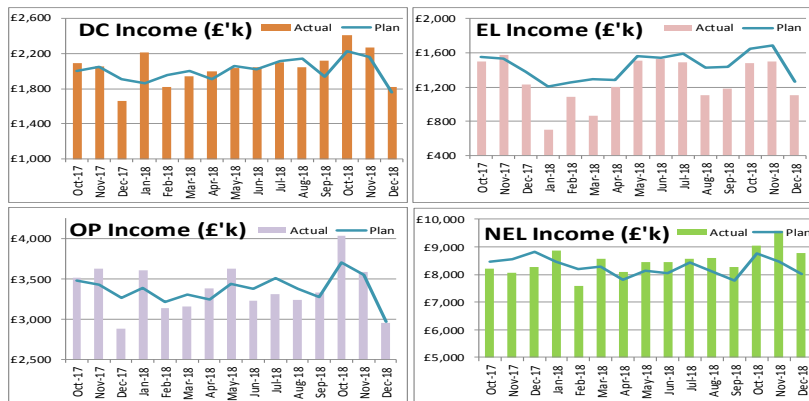 DC Income (£'k)
Actual
Plan
£2,600
£2,200
£1,800
£1,400
£1,000
Oct-17
Nov-17
Dec-17
Jan-18
Feb-18
Mar-18
Apr-18
May-18
Jun-18
Jul-18
Aug-18
Sep-18
Oct-18
Nov-18
Dec-18
EL Income (£'k)
Actual
Plan
£2,000
£1,600
£1,200
£800
£400
Oct-17
Nov-17
Dec-17
Jan-18
Feb-18
Mar-18
Apr-18
May-18
Jun-18
Jul-18
Aug-18
Sep-18
Oct-18
Nov-18
Dec-18
OP Income (£'k)
Actual
Plan
£4,000
£3,500
£3,000
£2,500
Oct-17
Nov-17
Dec-17
Jan-18
Feb-18
Mar-18
Apr-18
May-18
Jun-18
Jul-18
Aug-18
Sep-18
Oct-18
Nov-18
Dec-18
NEL Income (£'k)
Actual
Plan
£10,000
£9,000
£8,000
£7,000
£6,000
£5,000
Oct-17
Nov-17
Dec-17
Jan-18
Feb-18
Mar-18
Apr-18
May-18
Jun-18
Jul-18
Aug-18
Sep-18
Oct-18
Nov-18
Dec-18